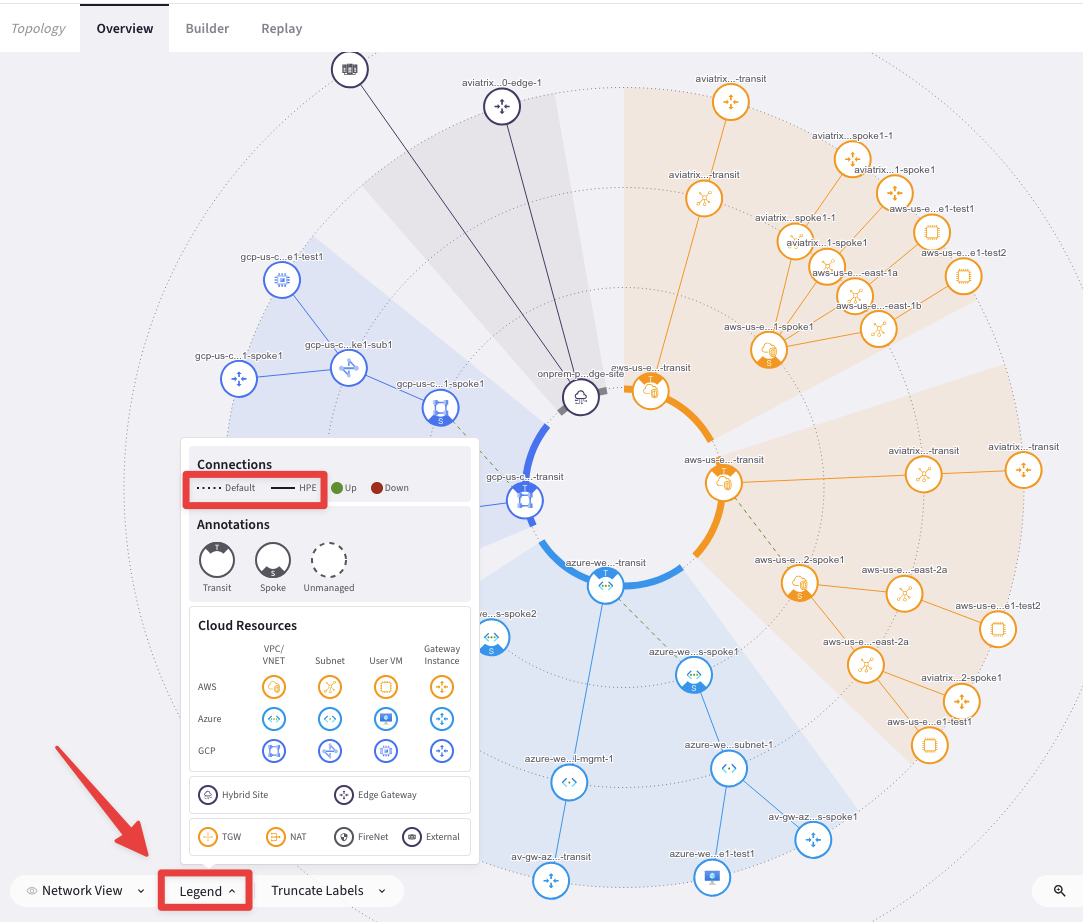 Topology Overview Builder Replay
aviatrix...0-edge-1
aviatrix...-transit
aviatrix...spoke1-1
aviatrix...1-spoke1
aviatrix...-transit
aws-us-e...e1-test1
aviatrix...spoke1-1
aviatrix...1-spoke1
aws-us-e...e1-test2
gcp-us-c...e1-test1
aws-us-e...-east-1a
aws-us-e...-east-1b
aws-us-e...1-spoke1
S
gcp-us-c...ke1-sub1
gcp-us-c...1-spoke1
onprem-p...dge-site
aws-us-e...-transit
T
gcp-us-c...1-spoke1
S
aviatrix...-transit
aviatrix...-transit
aws-us-e...-transit
T
gcp-us-c...-transit
T
Connections
Default HPE Up Down
Annotations
T
S
Transit Spoke Unmanaged
azure-we...-transit
T
aws-us-e...2-spoke1
S
aws-us-e...-east-2a
aws-us-e...e1-test2
ve...s-spoke2
S
azure-we...s-spoke1
S
aws-us-e...-east-2a
aviatrix...2-spoke1
aws-us-e...e1-test1
Cloud Resources
VPC/
VNET
Subnet
User VM
Gateway
Instance
AWS
Azure
GCP
azure-we...l-mgmt-1
azure-we...subnet-1
Hybrid Site Edge Gateway
TGW NAT FireNet External
av-gw-az...s-spoke1
av-gw-az...-transit
azure-we...e1-test1
Network View Legend Truncate Labels